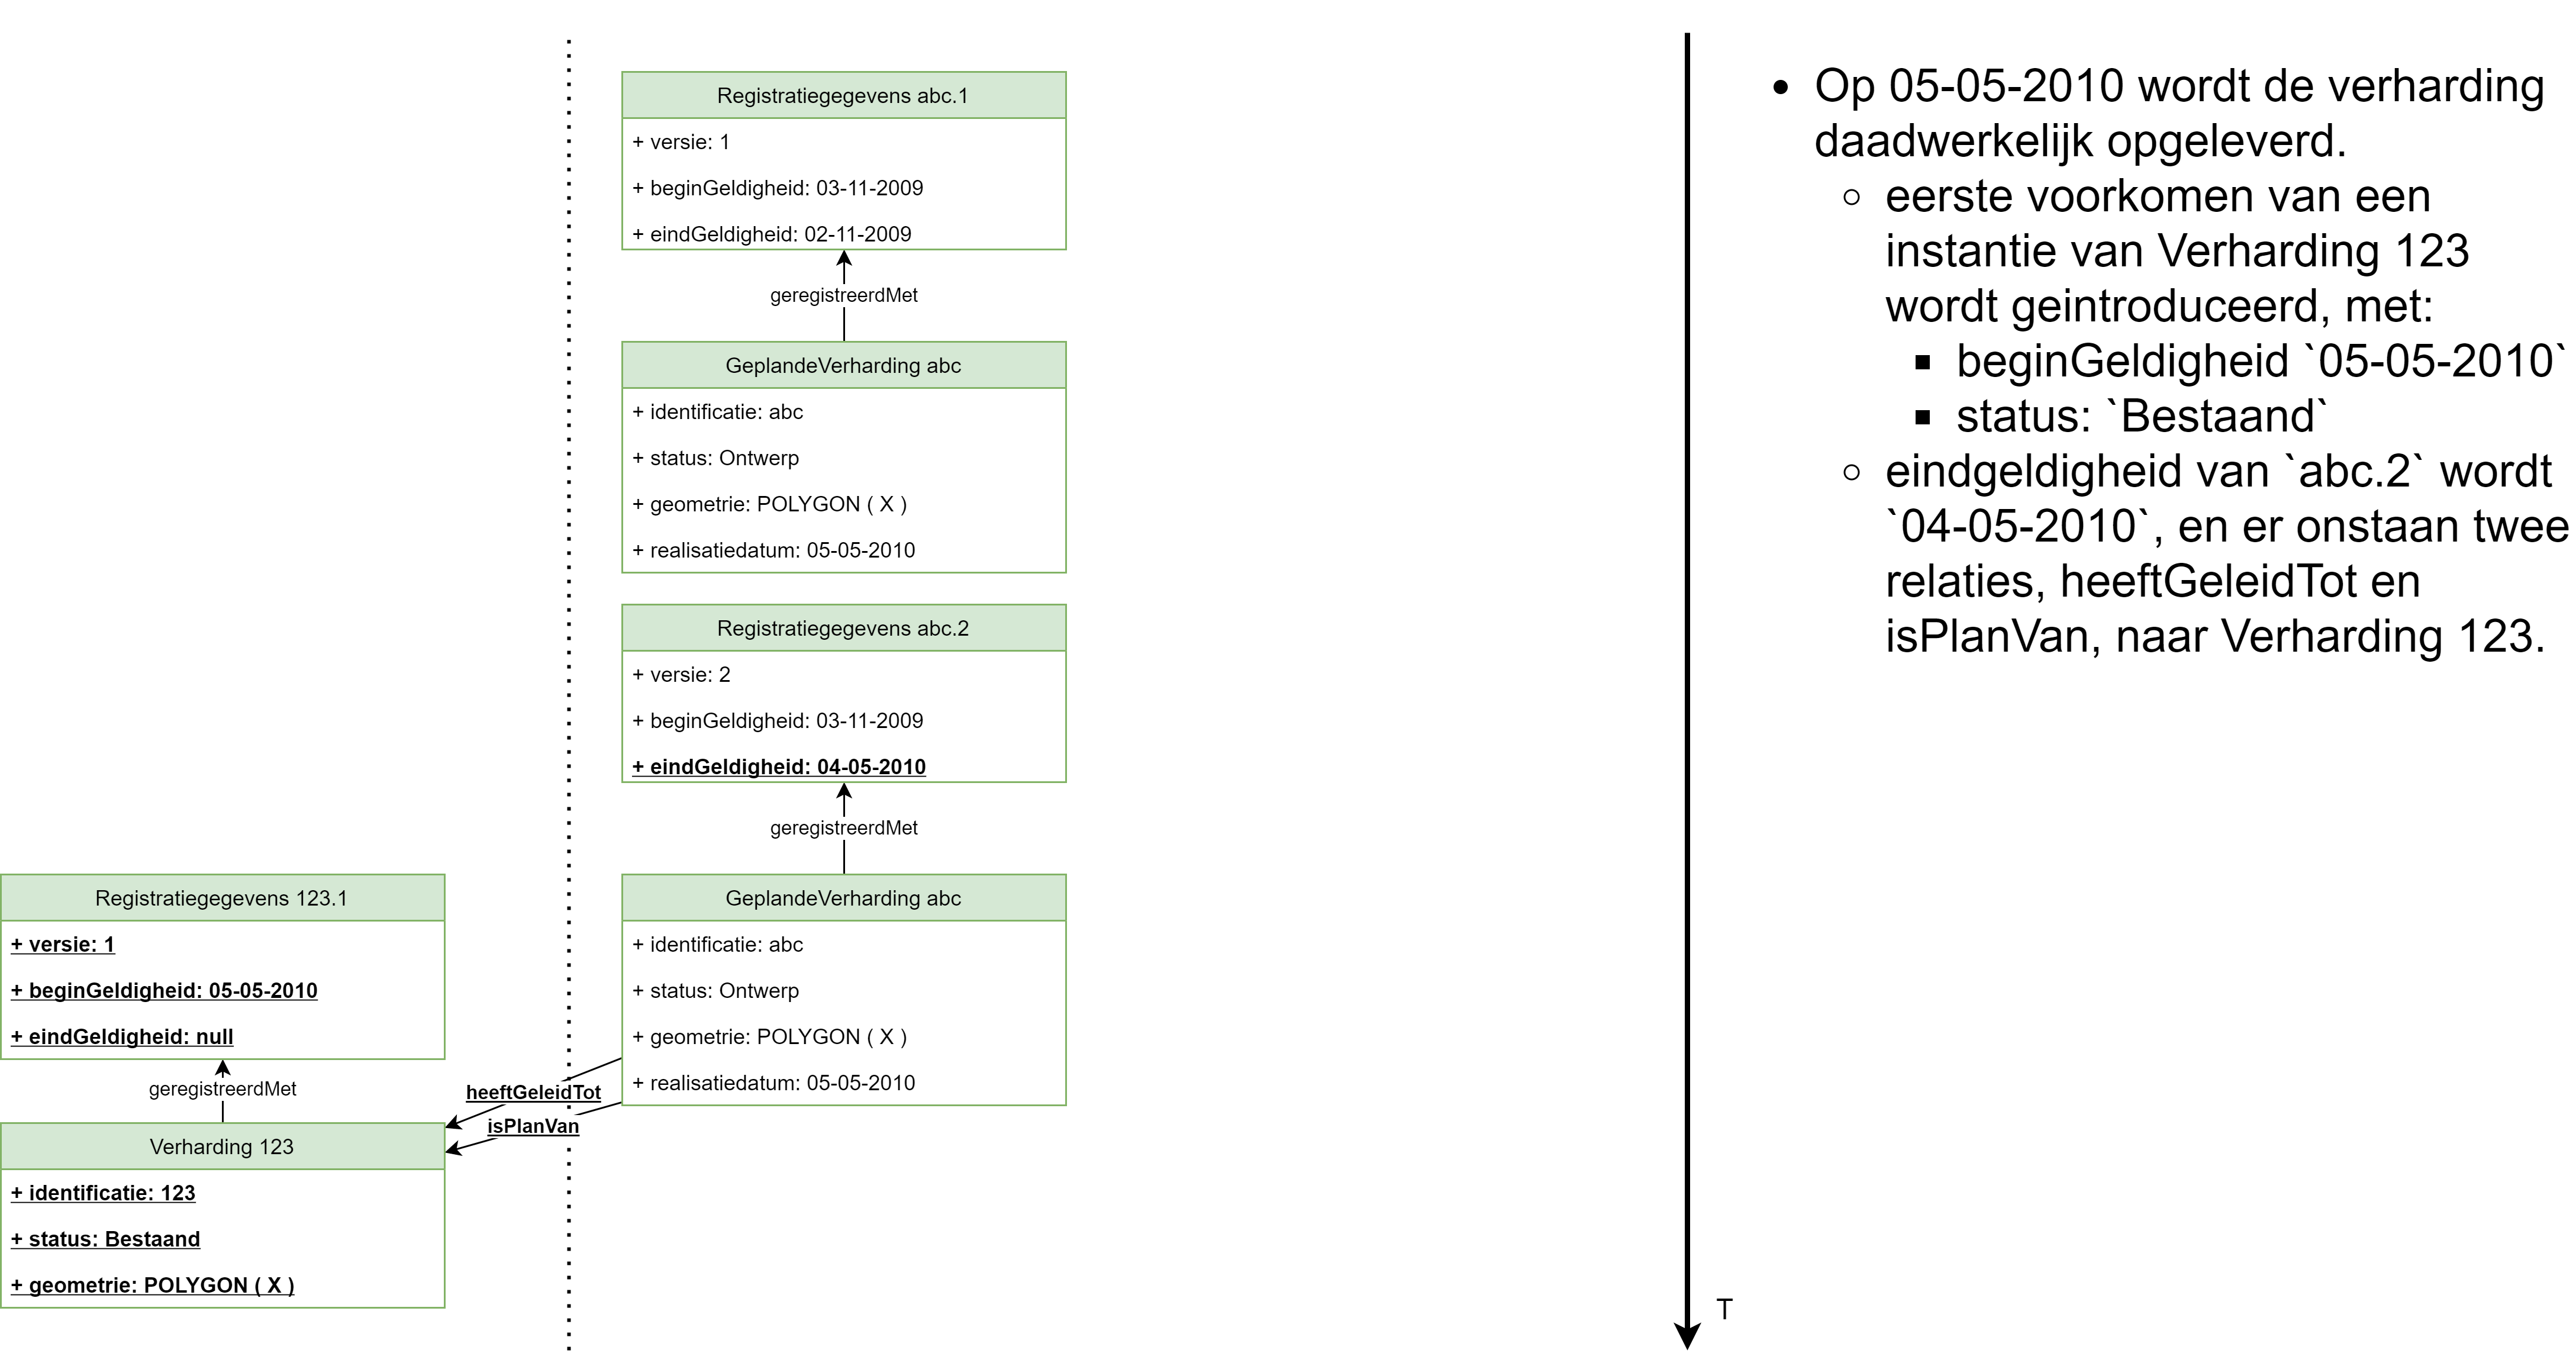 Registratiegegevens abc.1
+ versie: 1
+ beginGeldigheid: 03-11-2009
+ eindGeldigheid: 02-11-2009
geregistreerdMet
GeplandeVerharding abc
+ identificatie: abc
+ status: Ontwerp
+ geometrie: POLYGON ( X )
+ realisatiedatum: 05-05-2010
Registratiegegevens abc.2
+ versie: 2
+ beginGeldigheid: 03-11-2009
+ eindGeldigheid: 04-05-2010
geregistreerdMet
GeplandeVerharding abc
+ identificatie: abc
+ status: Ontwerp
+ geometrie: POLYGON ( X )
+ realisatiedatum: 05-05-2010
Registratiegegevens 123.1
+ versie: 1
+ beginGeldigheid: 05-05-2010
+ eindGeldigheid: null
geregistreerdMet
heeftGeleidTot
isPlanVan
Verharding 123
+ identificatie: 123
+ status: Bestaand
+ geometrie: POLYGON ( X )
T
• Op 05-05-2010 wordt de verharding
daadwerkelijk opgeleverd.
○ eerste voorkomen van een
instantie van Verharding 123
wordt geintroduceerd, met:
■ beginGeldigheid `05-05-2010`
■ status: `Bestaand`
○ eindgeldigheid van `abc.2` wordt
`04-05-2010`, en er onstaan twee
relaties, heeftGeleidTot en
isPlanVan, naar Verharding 123.